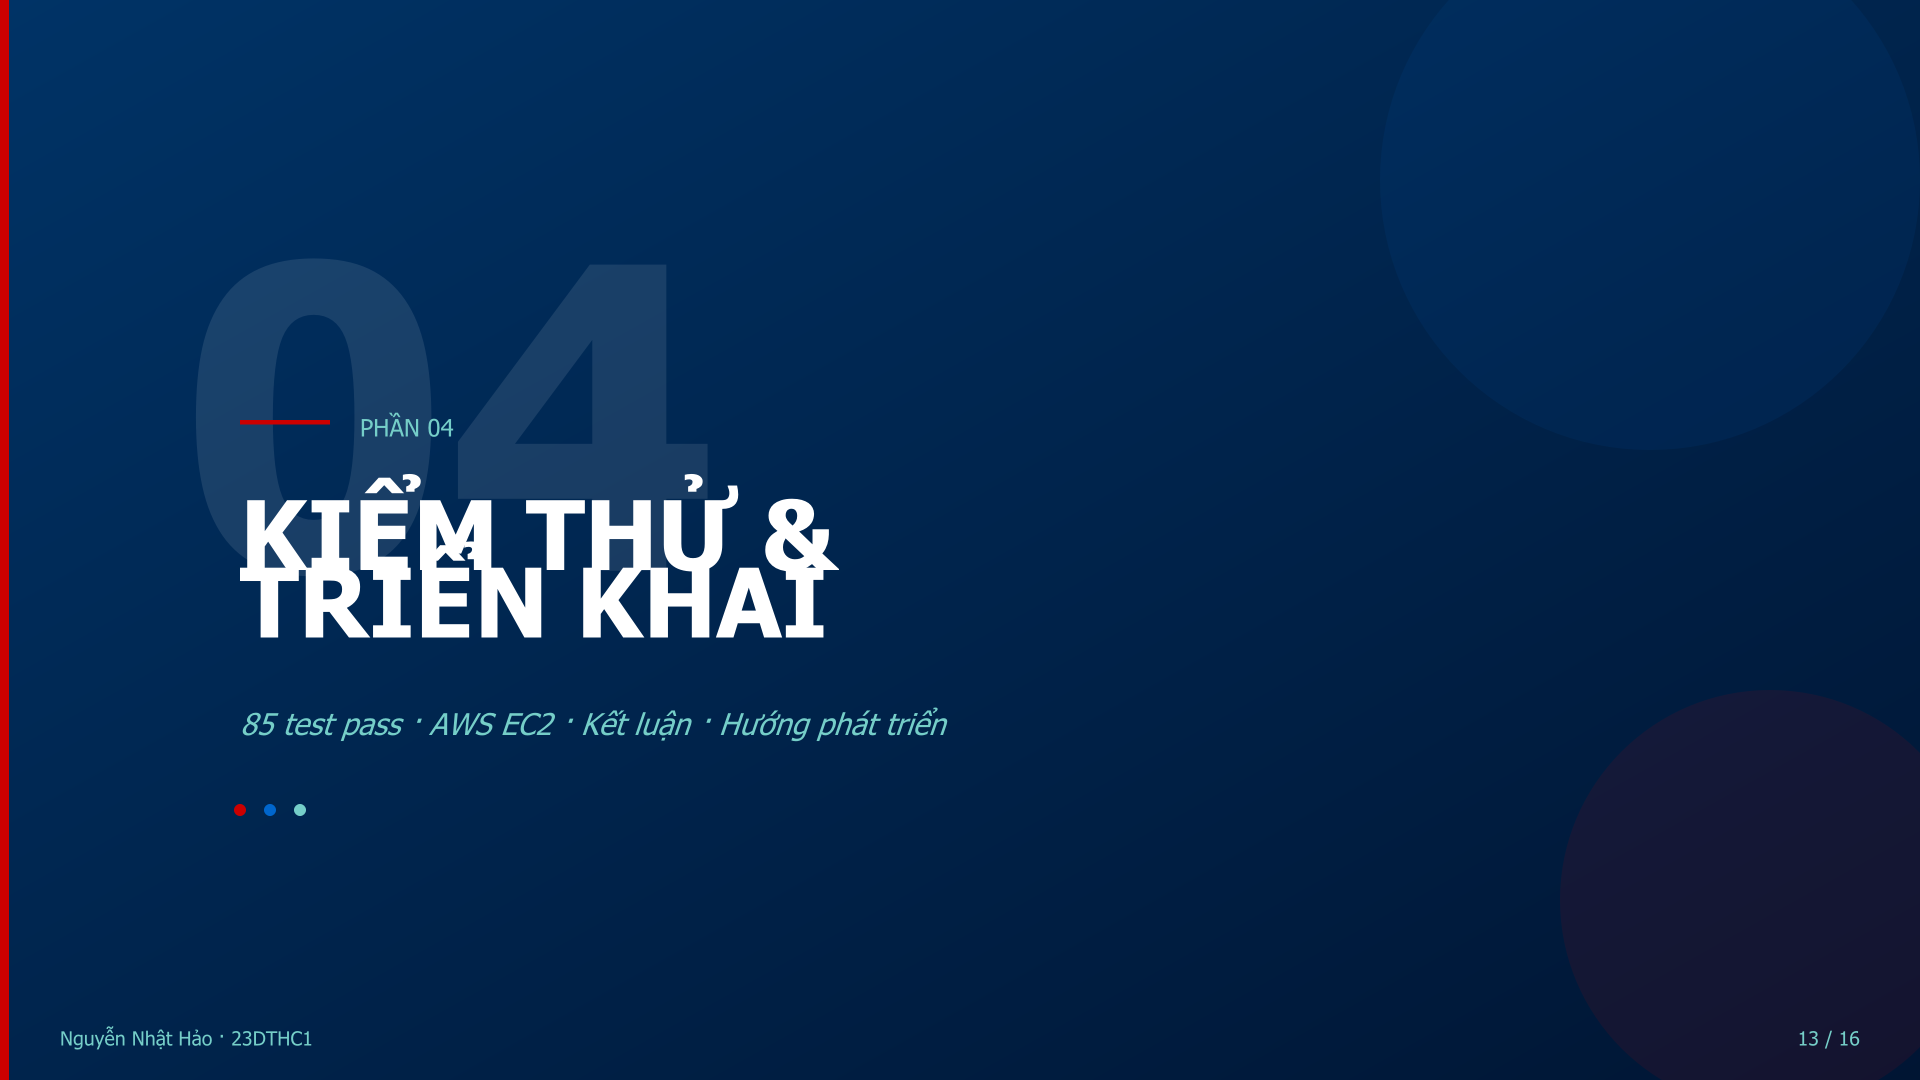 04
PHẦN 04
KIỂM THỬ &
TRIỂN KHAI
85 test pass · AWS EC2 · Kết luận · Hướng phát triển
Nguyễn Nhật Hảo · 23DTHC1
13 / 16